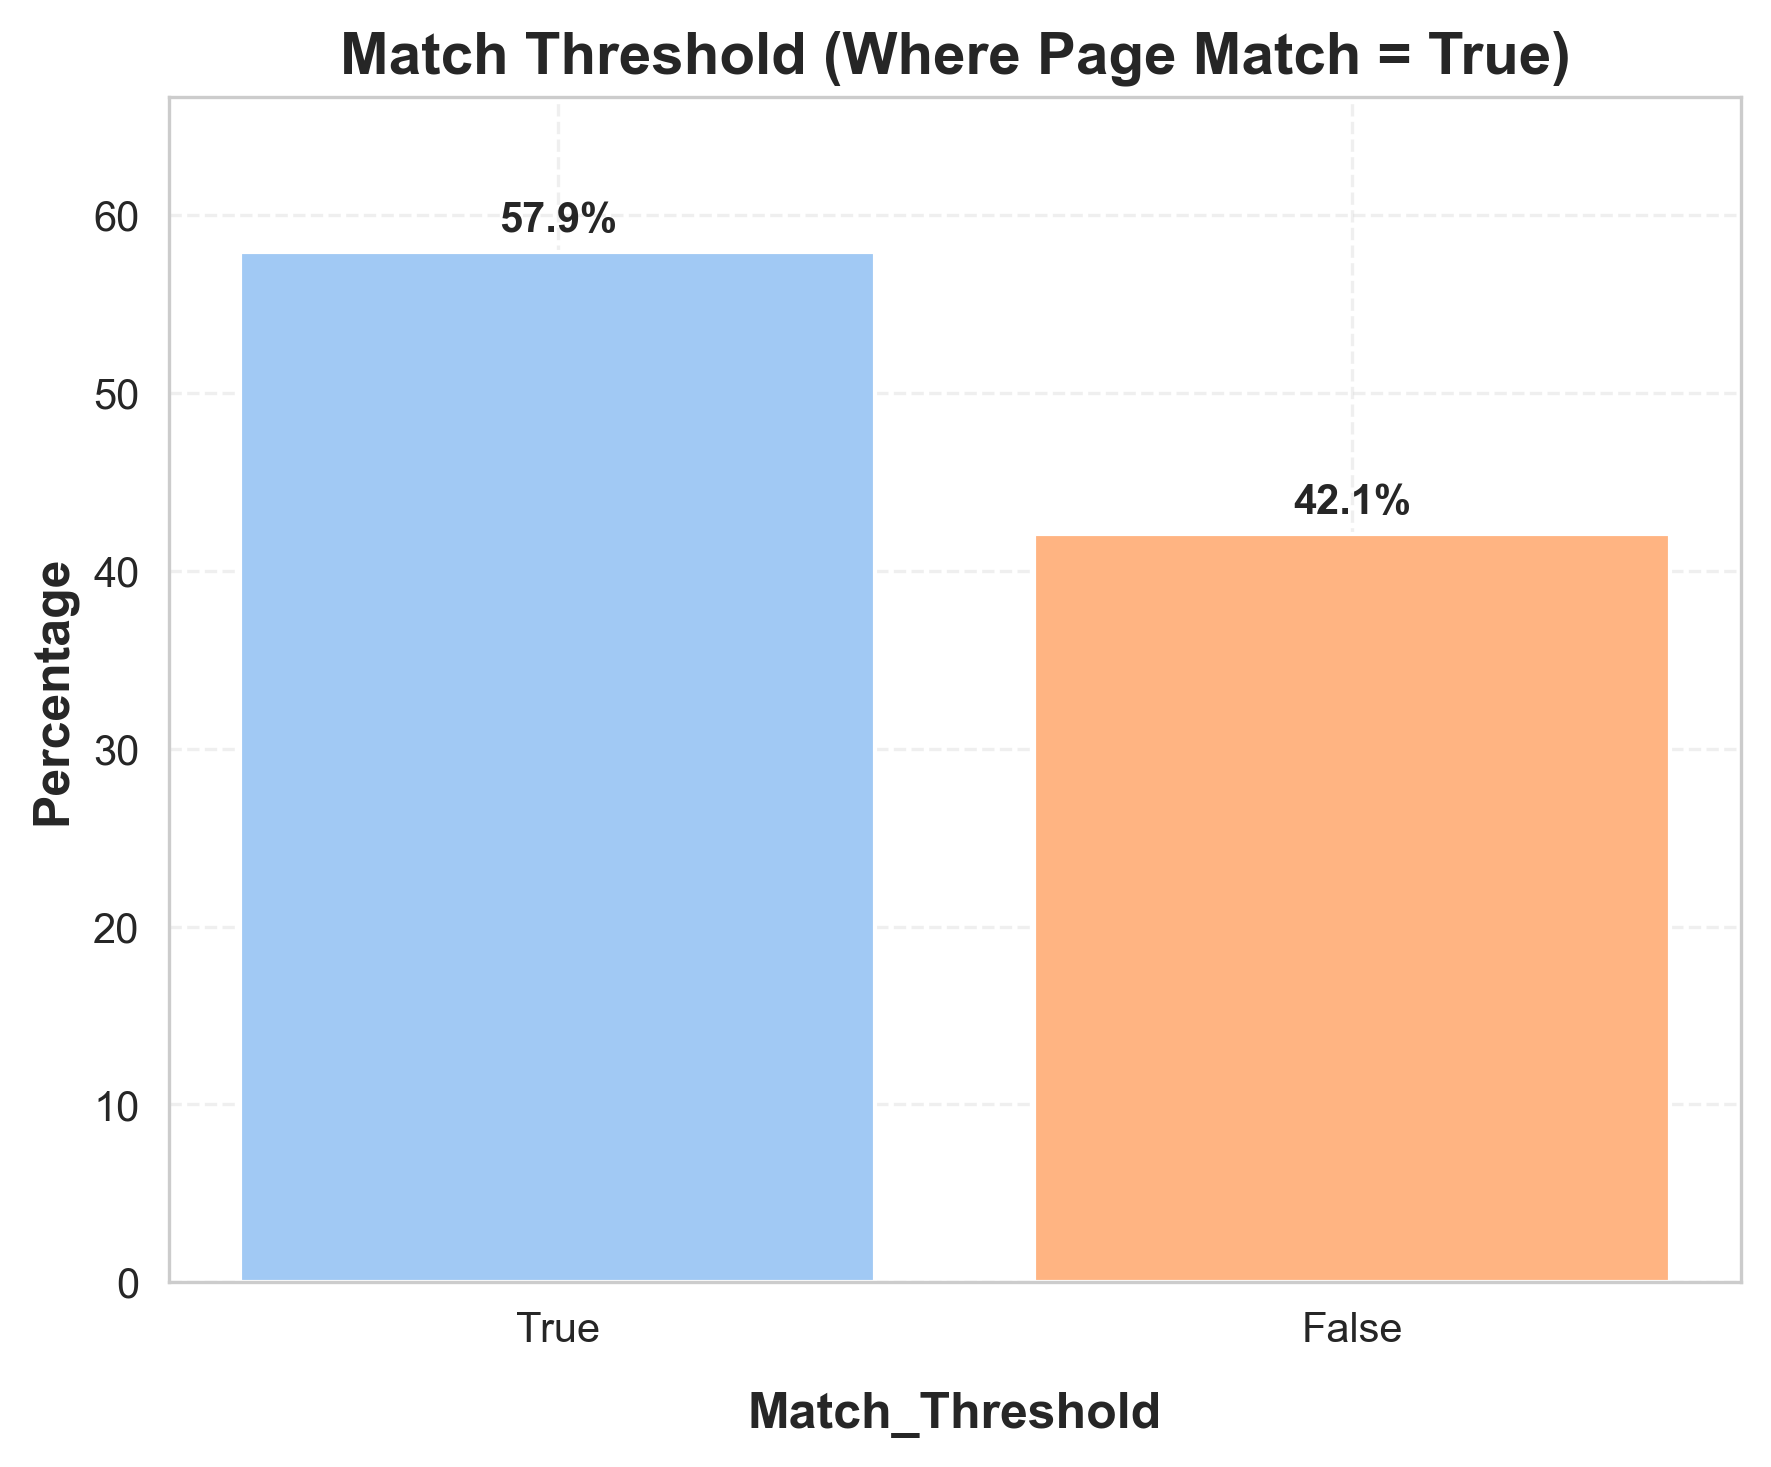 Match Threshold (Where Page Match = True)
Percentage
60
50
40
30
20
10
0
57.9%
42.1%
True
False
Match_Threshold